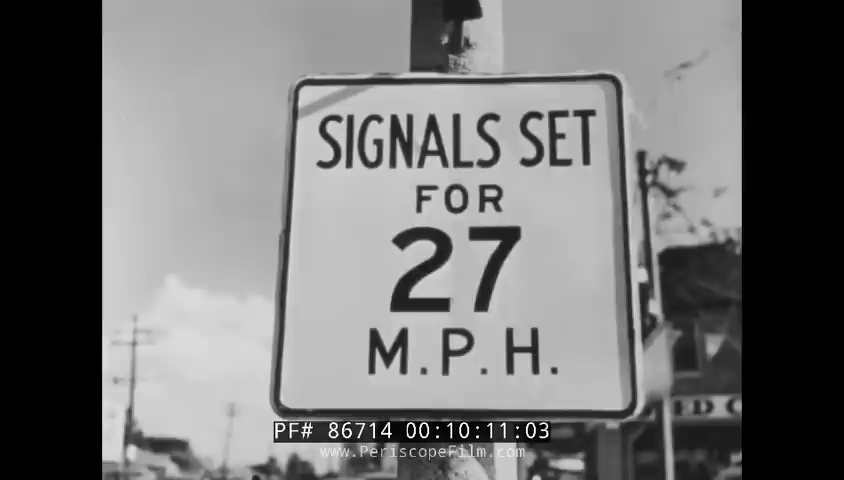 SIGNALS SET
FOR
27
M.P.H.
PF# 86714 00:10:11:03
www.PeriscopeFilm.com